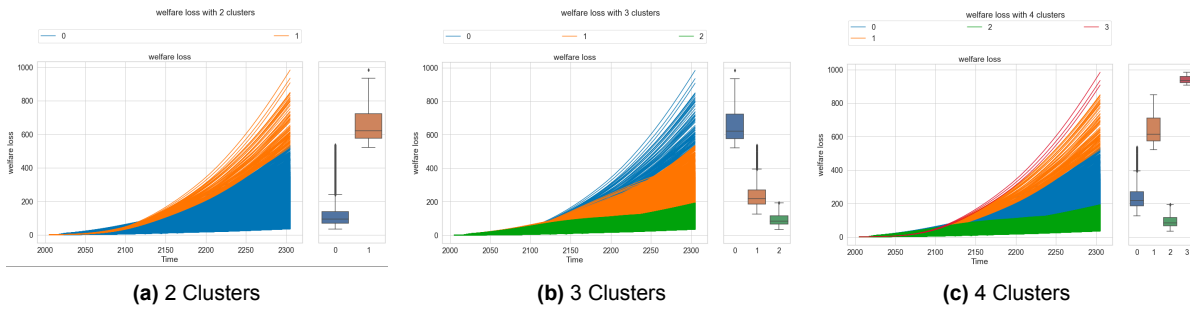 welfare loss with 2 clusters
0 1
welfare loss
1000
800
600
400
200
0
welfare loss
2000 2050 2100 2150 2200 2250 2300
Time
0 1
(a) 2 Clusters
welfare loss with 3 clusters
0 1 2
welfare loss
1000
800
600
400
200
0
welfare loss
2000 2050 2100 2150 2200 2250 2300
Time
0 1 2
(b) 3 Clusters
welfare loss with 4 clusters
0 2 3
1
welfare loss
1000
800
600
400
200
0
welfare loss
2000 2050 2100 2150 2200 2250 2300
Time
0 1 2 3
(c) 4 Clusters